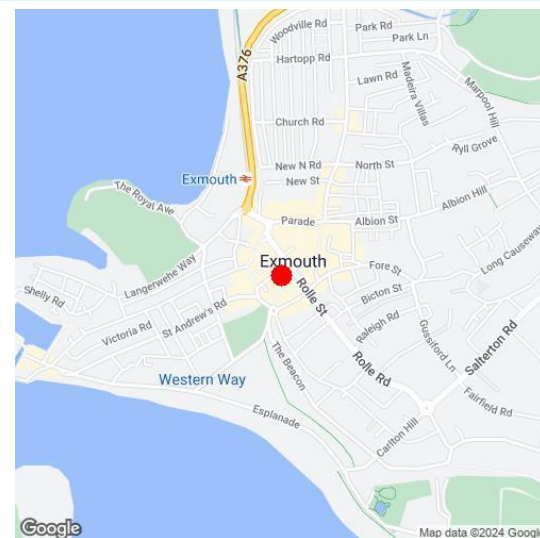 Woodville Rd
Park Rd
Park Ln
A376
Hartopp Rd
Lawn Rd
Madeira Villas
Marpool Hill
Church Rd
Ryll Grove
New N Rd
North St
Exmouth
New St
The Royal Ave
Albion Hill
Parade
Albion St
Long Causeway
Langerwehe Way
Exmouth
Fore St
Shelly Rd
Rolle St
Bicton St
St Andrew's Rd
Victoria Rd
Raleigh Rd
Gussiford Ln
Salterton Rd
The Beacon
Rolle Rd
Western Way
Esplanade
Fairfield Rd
Carlton Hill
Google
Map data ©2024 Google